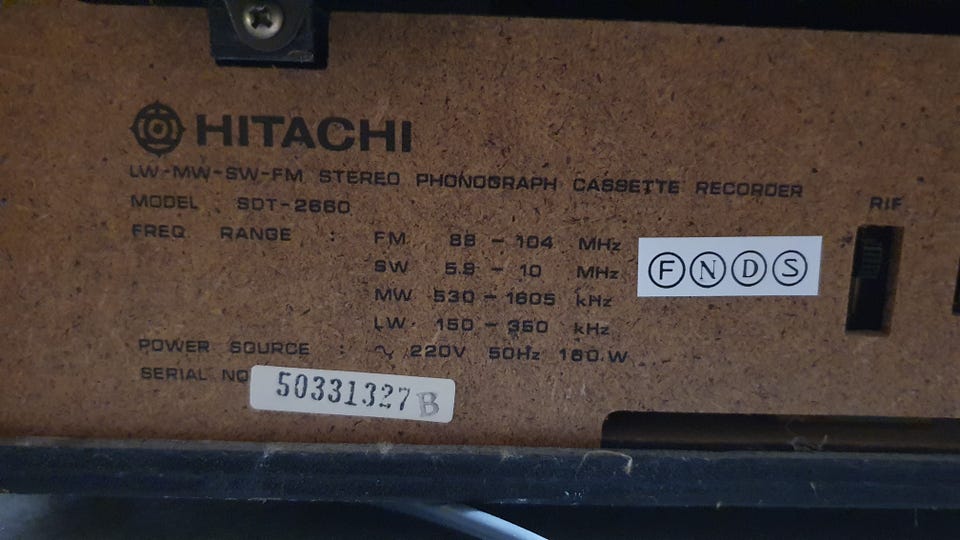 HITACHI
LW-MW-SW-FM STEREO PHONOGRAPH CASSETTE RECORDER
MODEL SDT-2660
FREQ RANGE : FM 88 - 104 MHz
SW 5.9 - 10 MHz
MW 530 - 1605 kHz
LW 150 - 350 kHz
POWER SOURCE : ∿ 220V 50Hz 160 W
SERIAL NO 50331327 B
F N D S
RIF